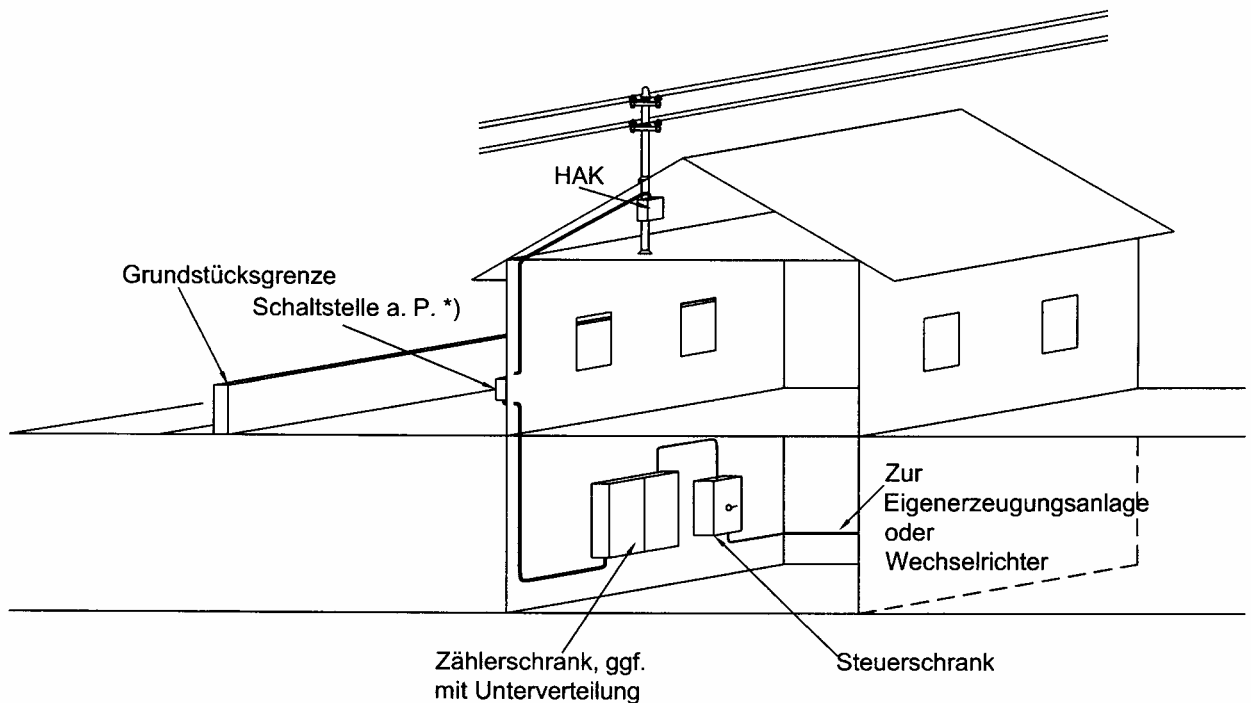 HAK
Grundstücksgrenze
Schaltstelle a. P. *)
Zur
Eigenerzeugungsanlage
oder
Wechselrichter
Zählerschrank, ggf.
mit Unterverteilung
Steuerschrank